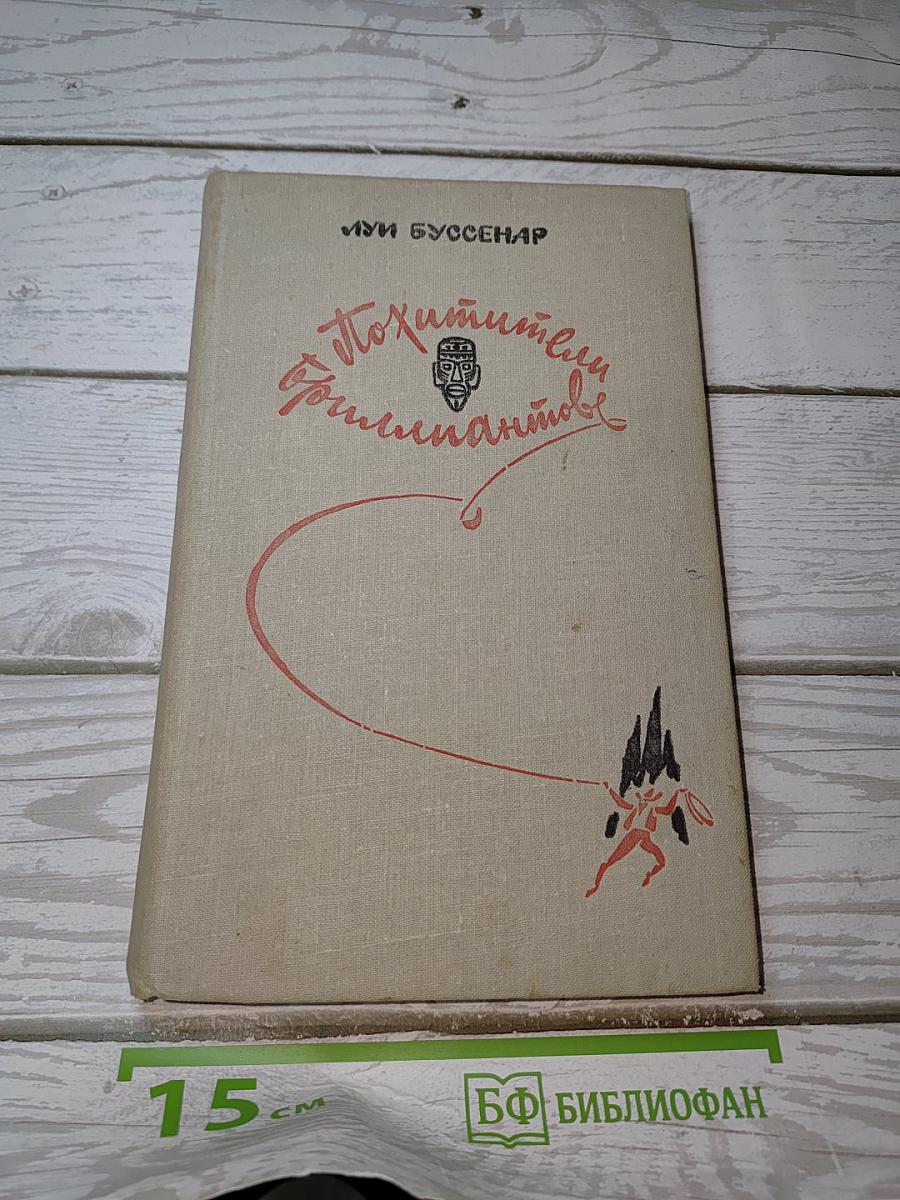 ЛУИ БУССЕНАР
Похитители
бриллиантов
15 см
БФ БИБЛИОФАН